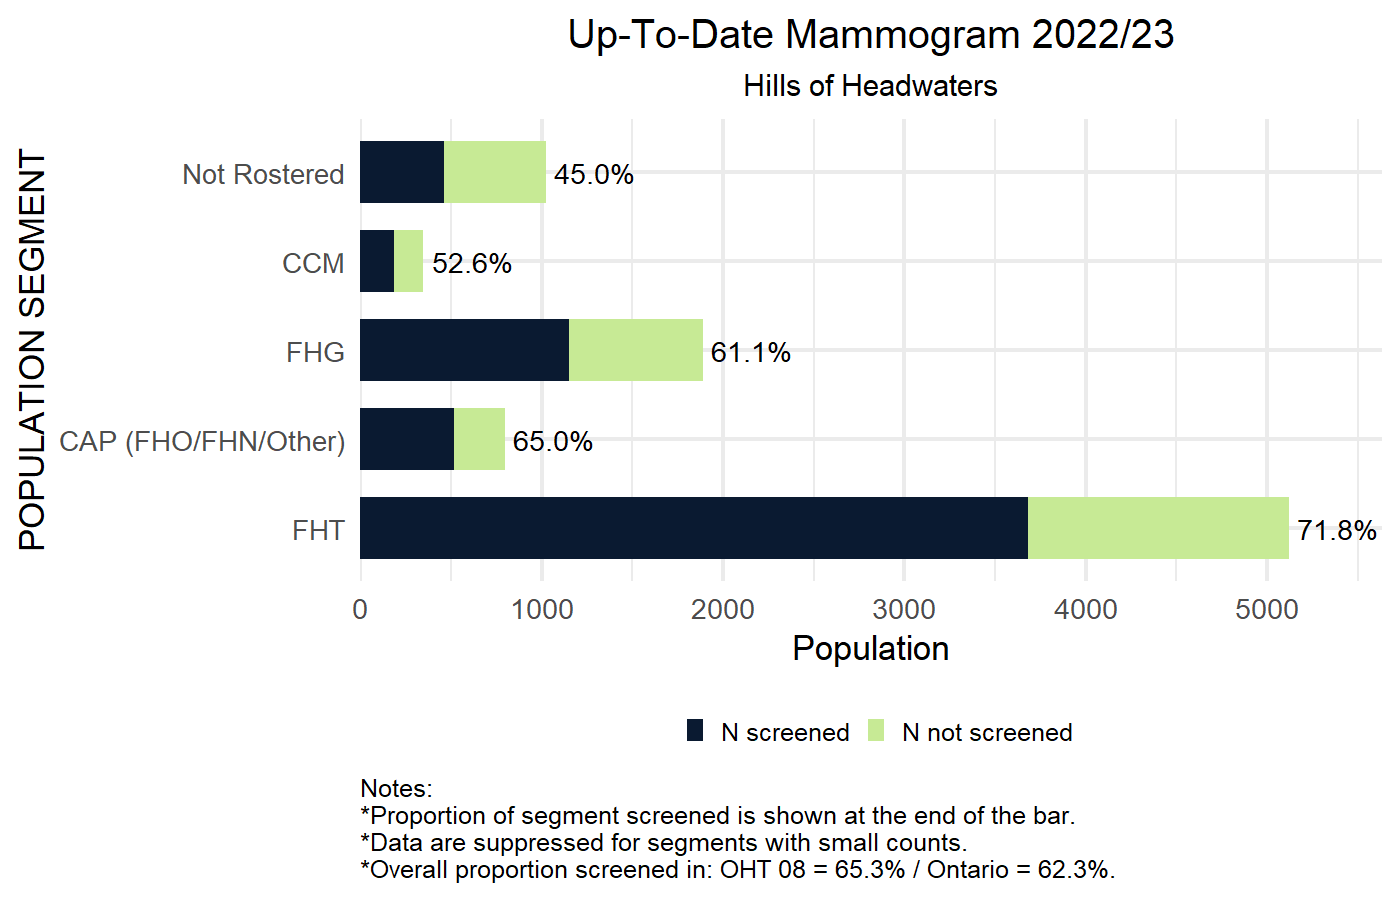 Up-To-Date Mammogram 2022/23
Hills of Headwaters
POPULATION SEGMENT
Not Rostered
45.0%
CCM
52.6%
FHG
61.1%
CAP (FHO/FHN/Other)
65.0%
FHT
71.8%
0 1000 2000 3000 4000 5000
Population
N screened N not screened
Notes:
*Proportion of segment screened is shown at the end of the bar.
*Data are suppressed for segments with small counts.
*Overall proportion screened in: OHT 08 = 65.3% / Ontario = 62.3%.